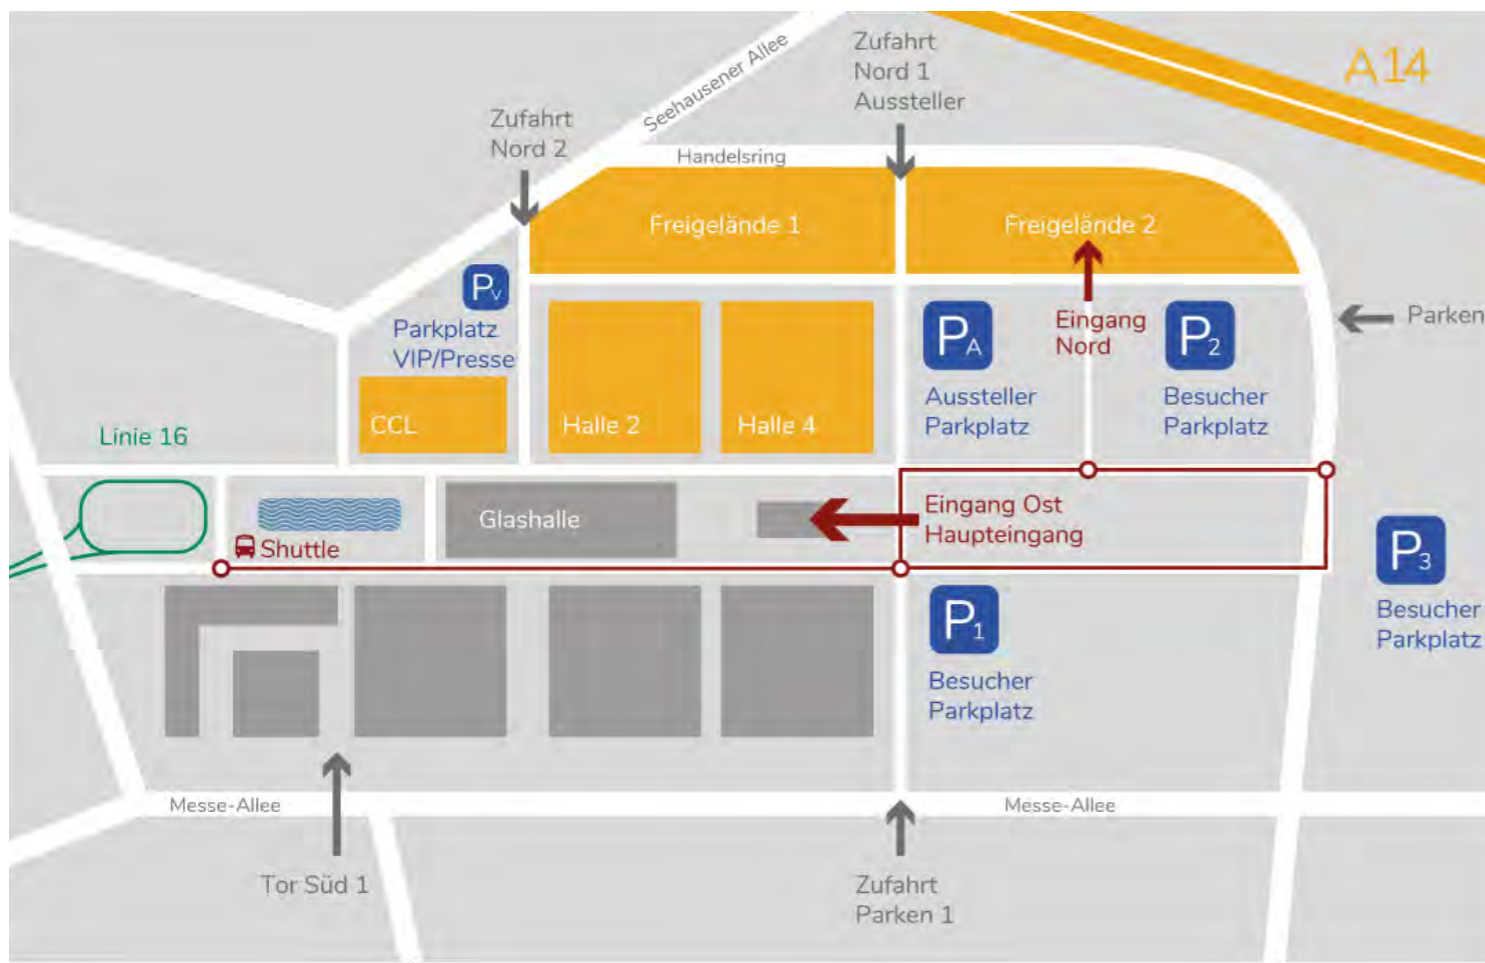 A14
Zufahrt
Nord 1
Aussteller
Seehausener Allee
Zufahrt
Nord 2
Handelsring
Freigelände 1
Freigelände 2
PV
Parkplatz
VIP/Presse
PA
Aussteller
Parkplatz
Eingang
Nord
P2
Besucher
Parkplatz
Parken
CCL
Halle 2
Halle 4
Linie 16
Shuttle
Glashalle
Eingang Ost
Haupteingang
P3
Besucher
Parkplatz
P1
Besucher
Parkplatz
Messe-Allee
Messe-Allee
Tor Süd 1
Zufahrt
Parken 1